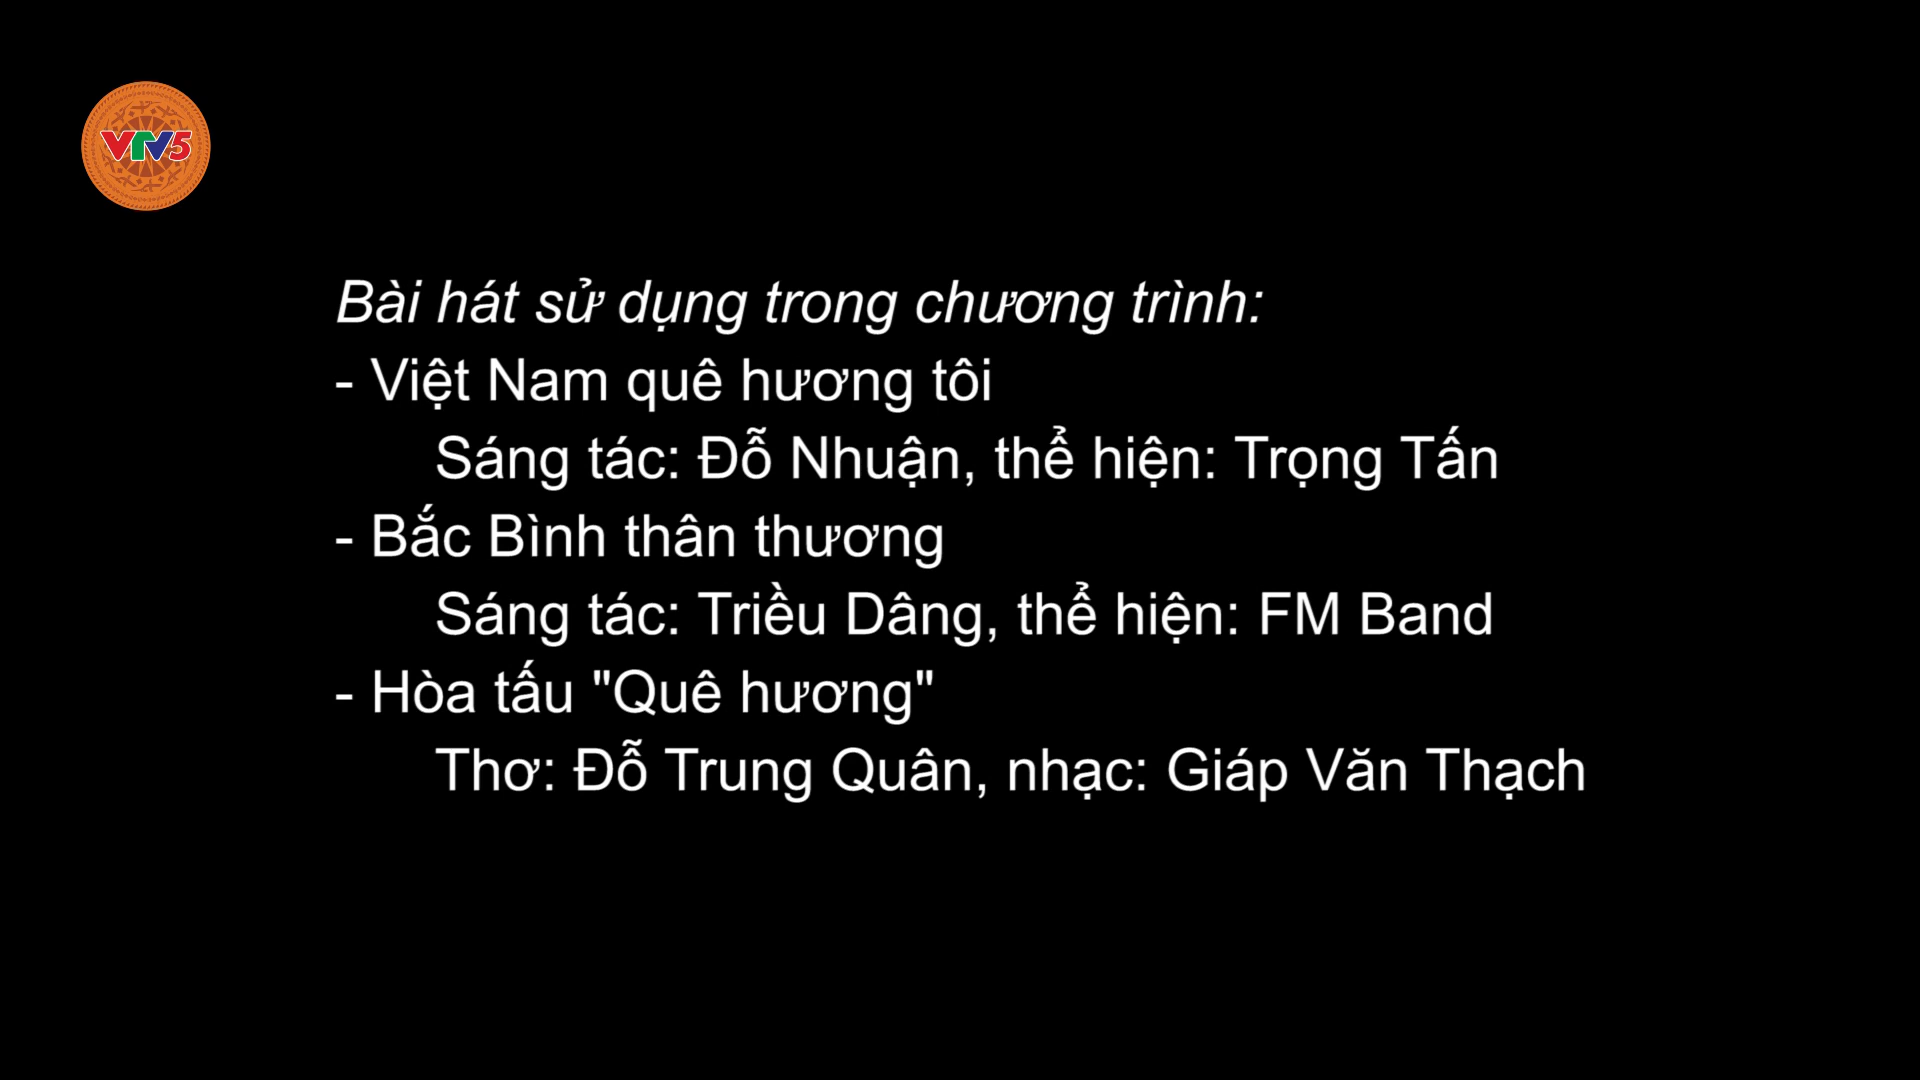 VTV5
Bài hát sử dụng trong chương trình:
- Việt Nam quê hương tôi
Sáng tác: Đỗ Nhuận, thể hiện: Trọng Tấn
- Bắc Bình thân thương
Sáng tác: Triều Dâng, thể hiện: FM Band
- Hòa tấu "Quê hương"
Thơ: Đỗ Trung Quân, nhạc: Giáp Văn Thạch